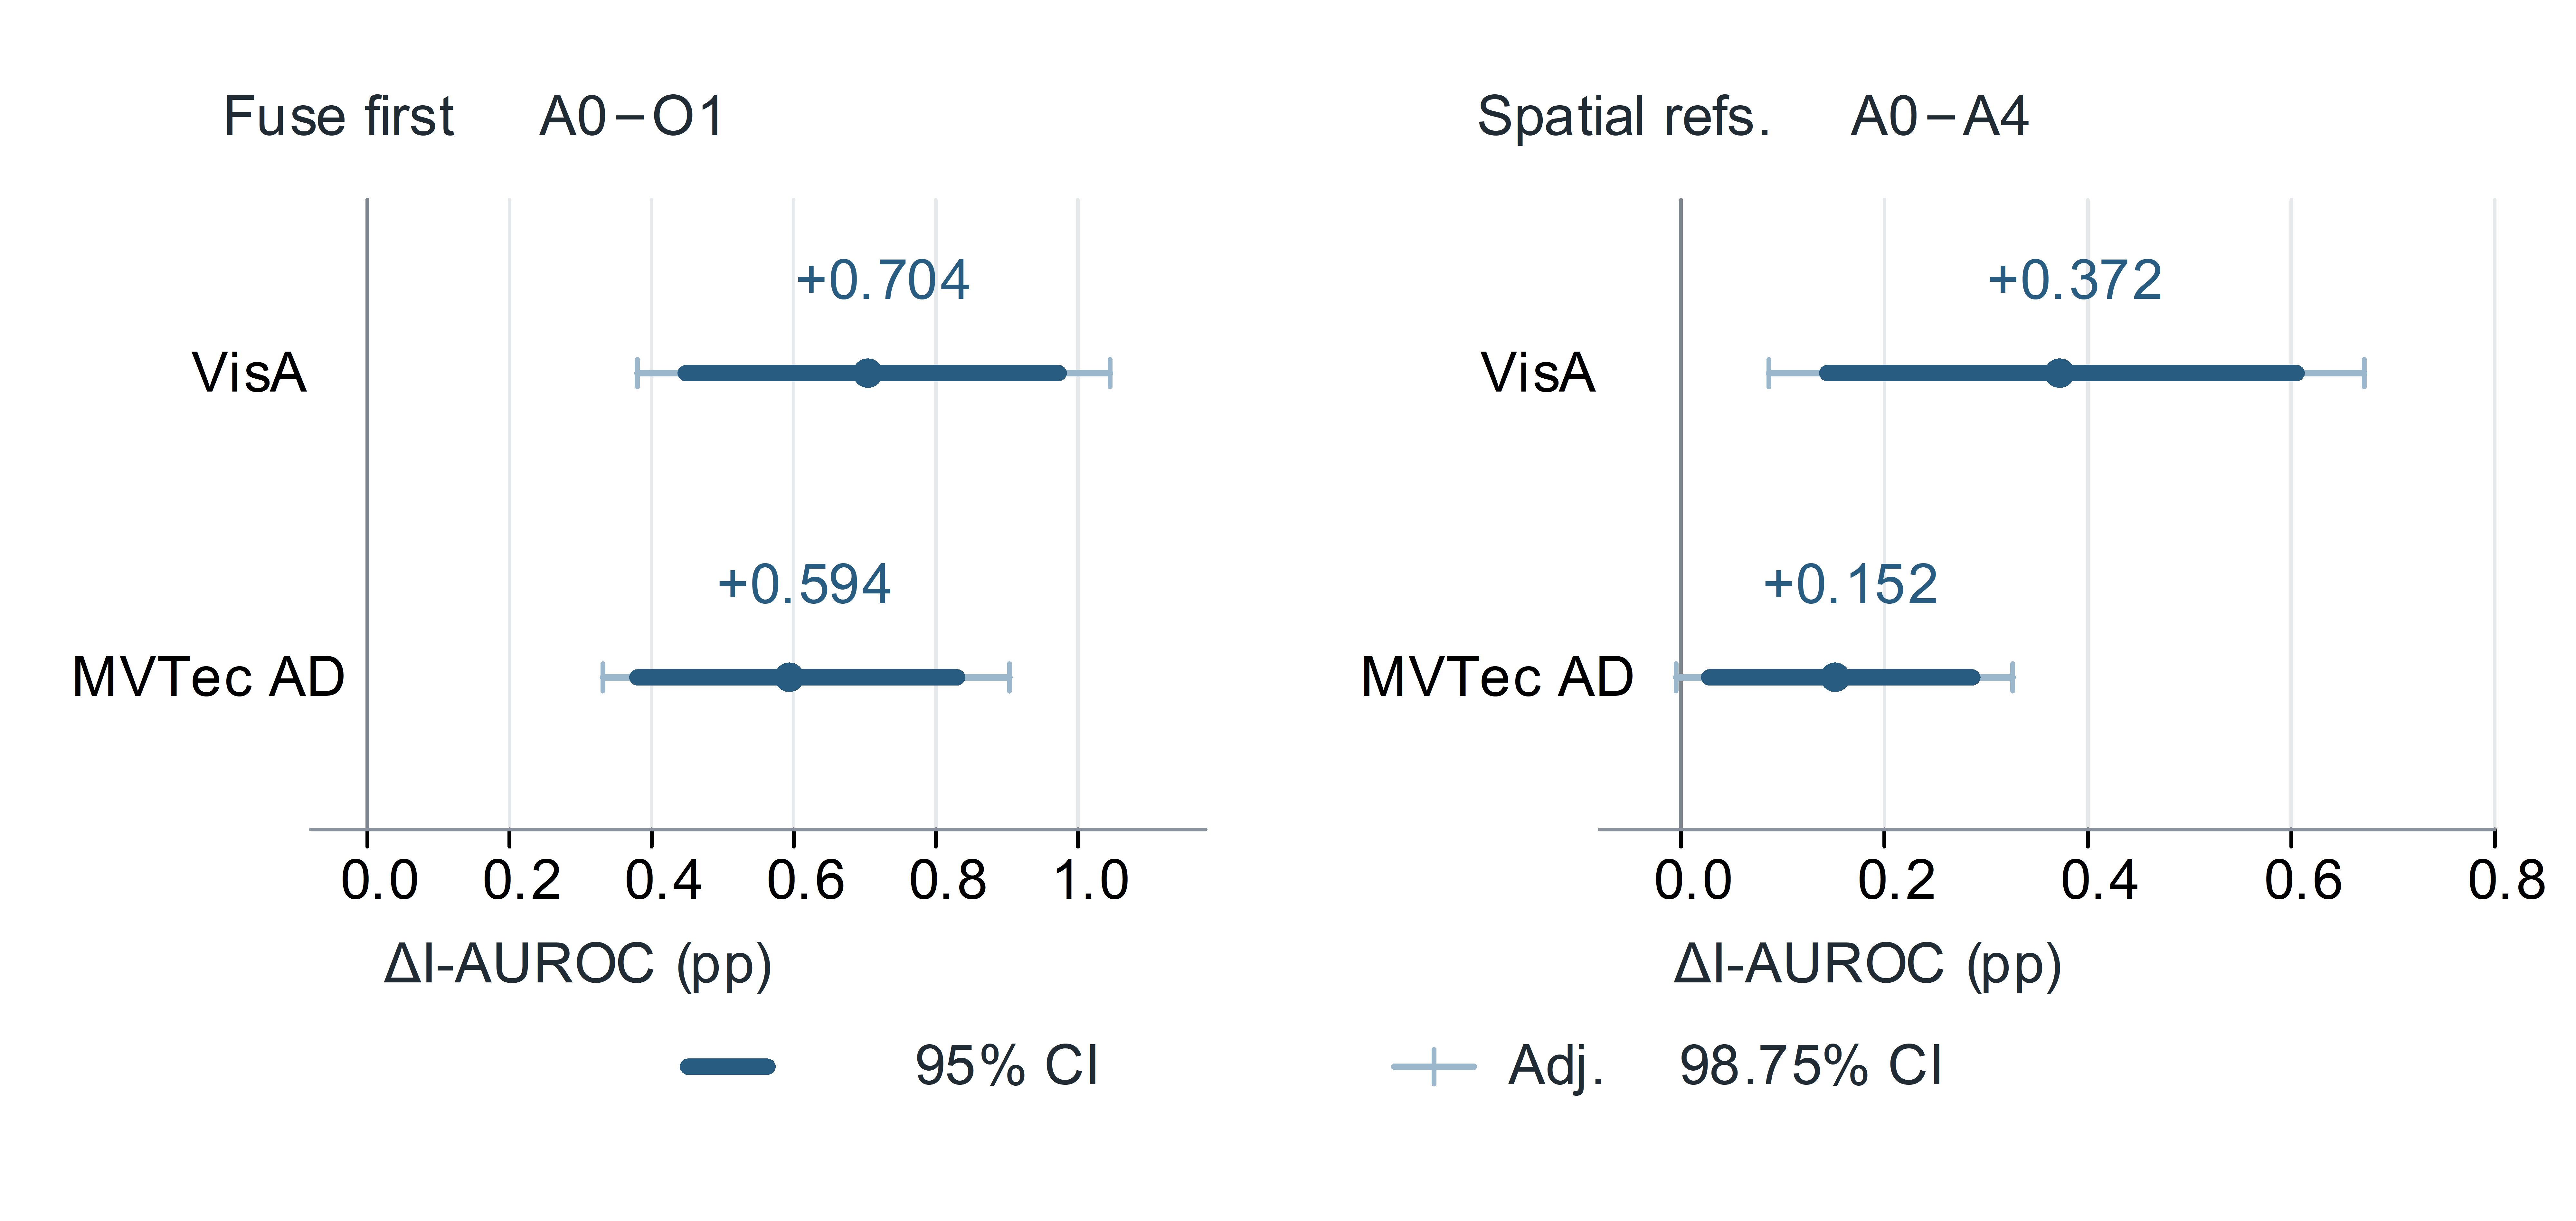 Fuse first A0−O1
+0.704
VisA
+0.594
MVTec AD
0.0 0.2 0.4 0.6 0.8 1.0
ΔI-AUROC (pp)
Spatial refs. A0−A4
+0.372
VisA
+0.152
MVTec AD
0.0 0.2 0.4 0.6 0.8
ΔI-AUROC (pp)
95% CI
Adj. 98.75% CI